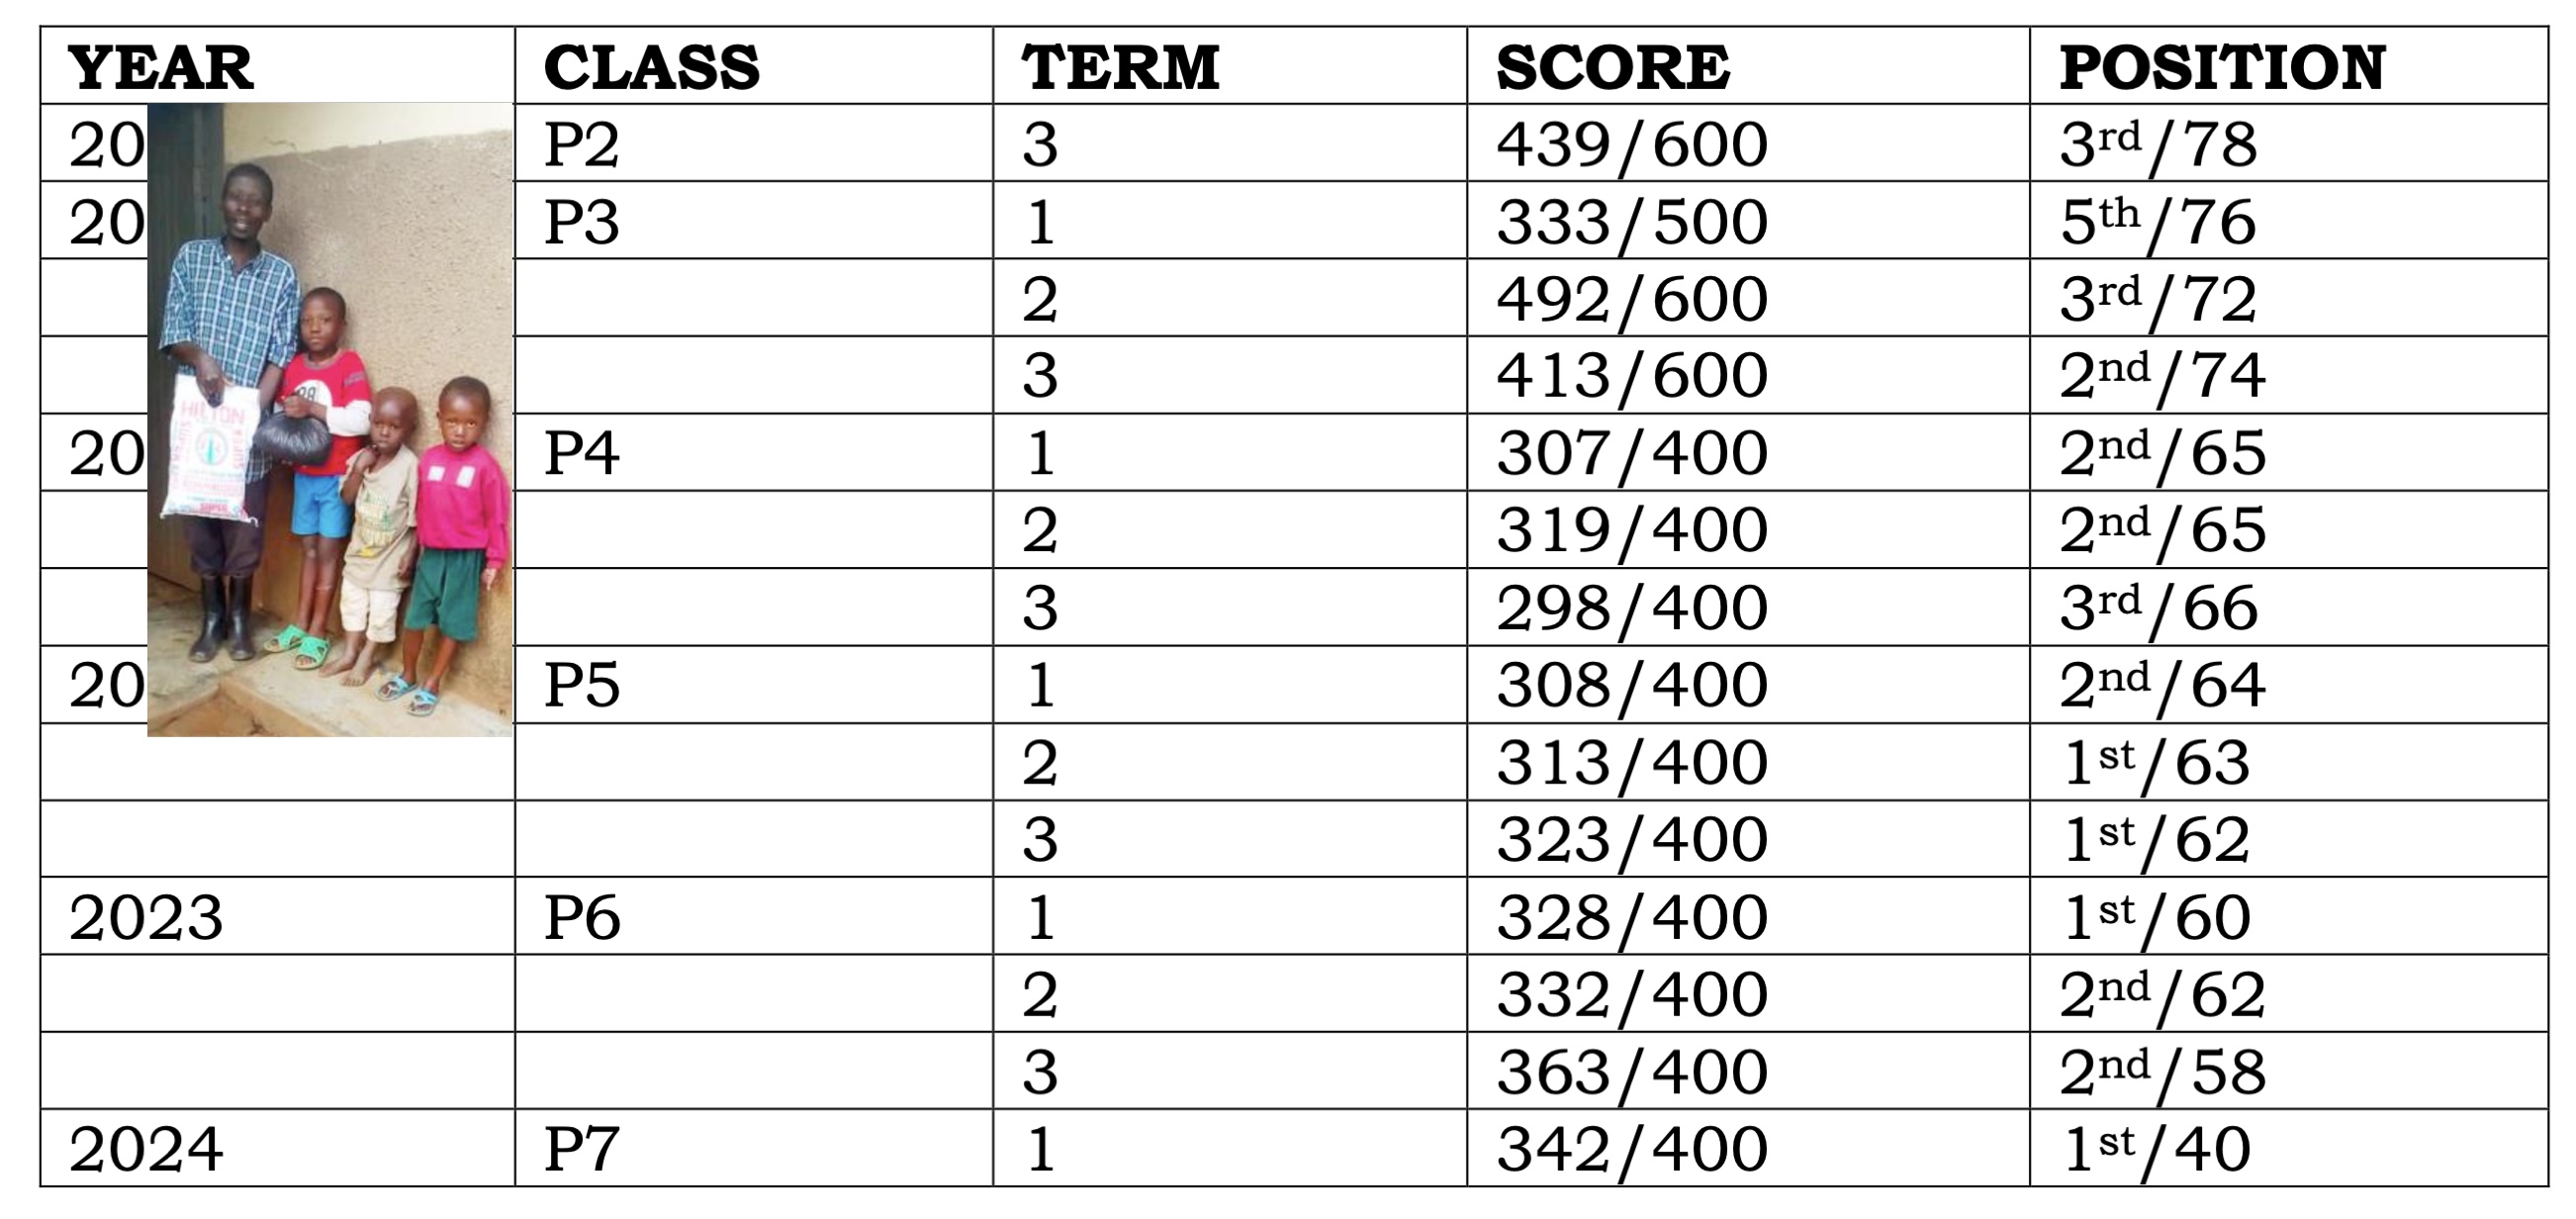 YEAR CLASS TERM SCORE POSITION
20 P2 3 439/600 3rd/78
20 P3 1 333/500 5th/76
2 492/600 3rd/72
3 413/600 2nd/74
20 P4 1 307/400 2nd/65
2 319/400 2nd/65
3 298/400 3rd/66
20 P5 1 308/400 2nd/64
2 313/400 1st/63
3 323/400 1st/62
2023 P6 1 328/400 1st/60
2 332/400 2nd/62
3 363/400 2nd/58
2024 P7 1 342/400 1st/40
HILTON
SUPER